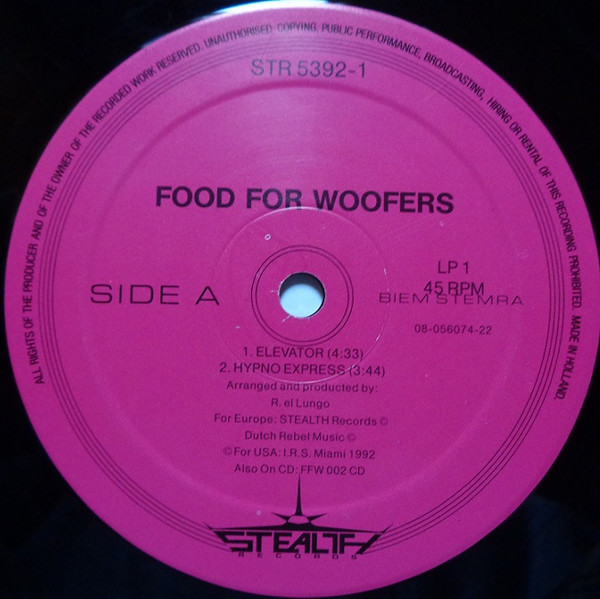 ALL RIGHTS OF THE PRODUCER AND OF THE OWNER OF THE RECORDED WORK RESERVED. UNAUTHORISED COPYING, PUBLIC PERFORMANCE, BROADCASTING, HIRING OR RENTAL OF THIS RECORDING PROHIBITED. MADE IN HOLLAND.
STR 5392-1
FOOD FOR WOOFERS
SIDE A
LP 1
45 RPM
BIEM STEMRA
08-056074-22
1. ELEVATOR (4:33)
2. HYPNO EXPRESS (3:44)
Arranged and produced by:
R. el Lungo
For Europe: STEALTH Records ©
Dutch Rebel Music ©
© For USA: I.R.S. Miami 1992
Also On CD: FFW 002 CD
STEALTH
RECORDS